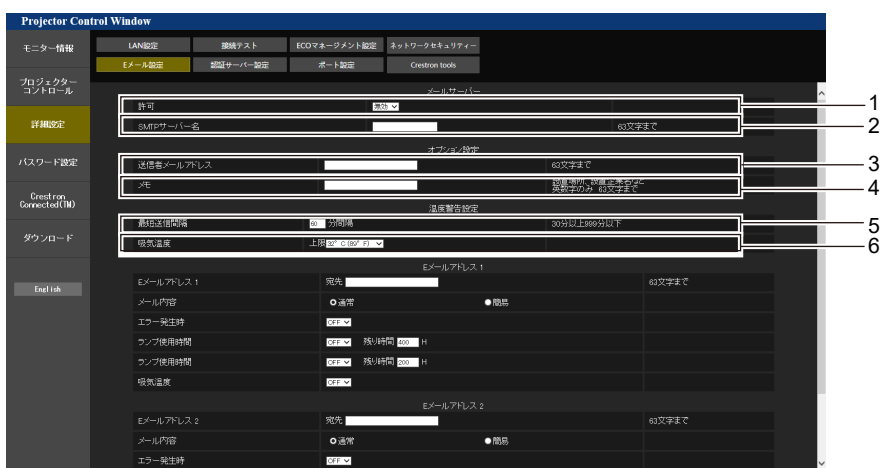 Projector Control Window
モニター情報
プロジェクター
コントロール
詳細設定
パスワード設定
Crestron
Connected(TM)
ダウンロード
English
LAN設定 接続テスト ECOマネージメント設定 ネットワークセキュリティー
Eメール設定 認証サーバー設定 ポート設定 Crestron tools
メールサーバー
許可 無効 1
SMTPサーバー名 63文字まで 2
オプション設定
送信者メールアドレス 63文字まで 3
メモ 設置場所、設置企業名など
英数字のみ 63文字まで 4
温度警告設定
最短送信間隔 60 分間隔 30分以上999分以下 5
吸気温度 上限 32°C (89°F) 6
Eメールアドレス 1
Eメールアドレス 1 宛先 63文字まで
メール内容 通常 簡易
エラー発生時 OFF
ランプ使用時間 OFF 残り時間 400 H
ランプ使用時間 OFF 残り時間 200 H
吸気温度 OFF
Eメールアドレス 2
Eメールアドレス 2 宛先 63文字まで
メール内容 通常 簡易
エラー発生時 OFF